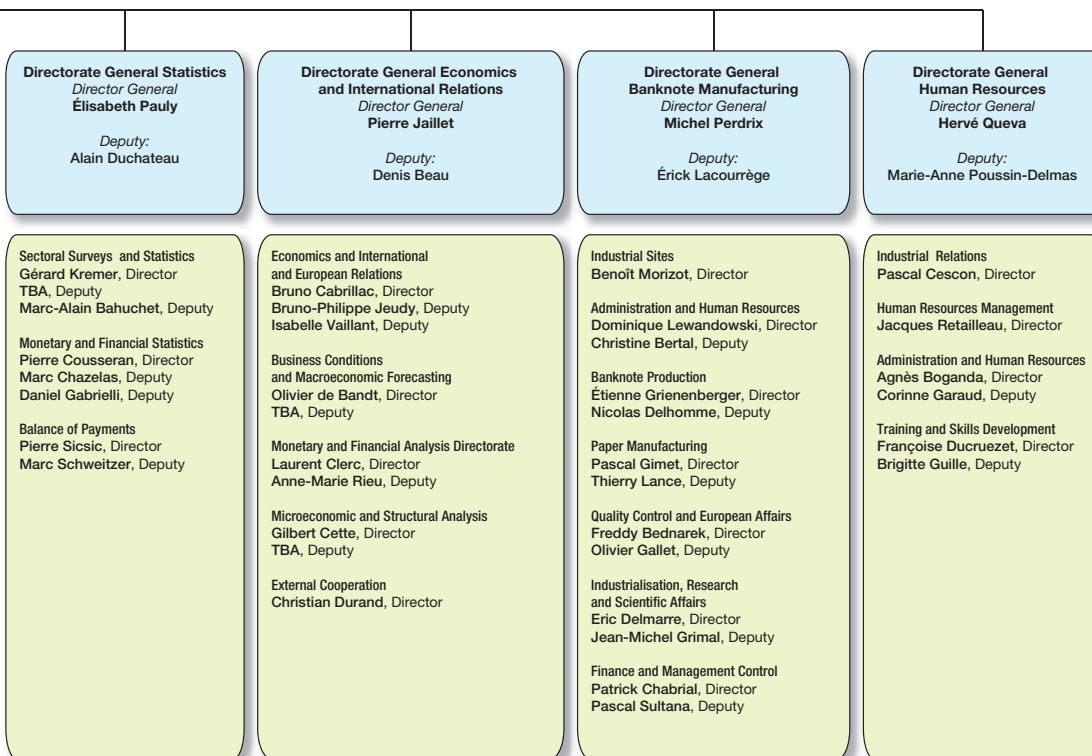 Directorate General Statistics
Director General
Élisabeth Pauly
Deputy:
Alain Duchateau
Sectoral Surveys and Statistics
Gérard Kremer, Director
TBA, Deputy
Marc-Alain Bahuchet, Deputy
Monetary and Financial Statistics
Pierre Cousseran, Director
Marc Chazelas, Deputy
Daniel Gabrielli, Deputy
Balance of Payments
Pierre Sicsic, Director
Marc Schweitzer, Deputy
Directorate General Economics
and International Relations
Director General
Pierre Jaillet
Deputy:
Denis Beau
Economics and International
and European Relations
Bruno Cabrillac, Director
Bruno-Philippe Jeudy, Deputy
Isabelle Vaillant, Deputy
Business Conditions
and Macroeconomic Forecasting
Olivier de Bandt, Director
TBA, Deputy
Monetary and Financial Analysis Directorate
Laurent Clerc, Director
Anne-Marie Rieu, Deputy
Microeconomic and Structural Analysis
Gilbert Cette, Director
TBA, Deputy
External Cooperation
Christian Durand, Director
Directorate General
Banknote Manufacturing
Director General
Michel Perdrix
Deputy:
Érick Lacourrège
Industrial Sites
Benoît Morizot, Director
Administration and Human Resources
Dominique Lewandowski, Director
Christine Bertal, Deputy
Banknote Production
Étienne Grienenberger, Director
Nicolas Delhomme, Deputy
Paper Manufacturing
Pascal Gimet, Director
Thierry Lance, Deputy
Quality Control and European Affairs
Freddy Bednarek, Director
Olivier Gallet, Deputy
Industrialisation, Research
and Scientific Affairs
Eric Delmarre, Director
Jean-Michel Grimal, Deputy
Finance and Management Control
Patrick Chabrial, Director
Pascal Sultana, Deputy
Directorate General
Human Resources
Director General
Hervé Queva
Deputy:
Marie-Anne Poussin-Delmas
Industrial Relations
Pascal Cescon, Director
Human Resources Management
Jacques Retailleau, Director
Administration and Human Resources
Agnès Boganda, Director
Corinne Garaud, Deputy
Training and Skills Development
Françoise Ducruezet, Director
Brigitte Guille, Deputy